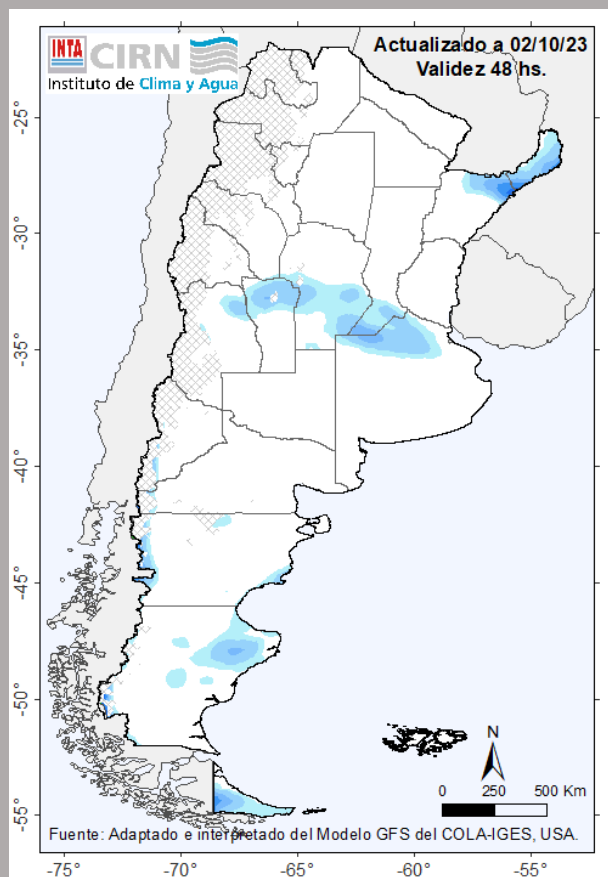 INTA CIRN
Instituto de Clima y Agua
Actualizado a 02/10/23
Validez 48 hs.
-25°
-30°
-35°
-40°
-45°
-50°
-55°
N
0 250 500 Km
Fuente: Adaptado e interpretado del Modelo GFS del COLA-IGES, USA.
-75° -70° -65° -60° -55°